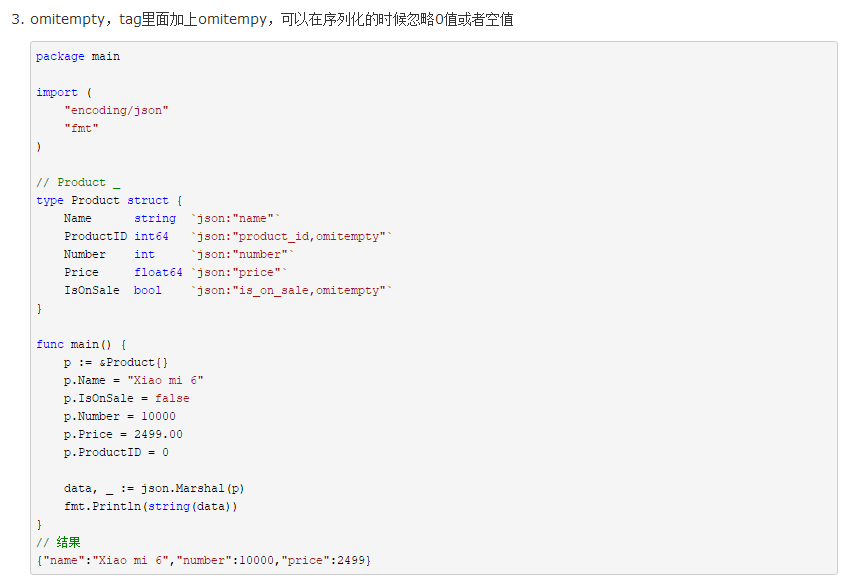 3. omitempty，tag里面加上omitempy，可以在序列化的时候忽略0值或者空值
package main
import (
    "encoding/json"
    "fmt"
)
// Product _
type Product struct {
    Name      string  `json:"name"`
    ProductID int64   `json:"product_id,omitempty"`
    Number    int     `json:"number"`
    Price     float64 `json:"price"`
    IsOnSale  bool    `json:"is_on_sale,omitempty"`
}
func main() {
    p := &Product{}
    p.Name = "Xiao mi 6"
    p.IsOnSale = false
    p.Number = 10000
    p.Price = 2499.00
    p.ProductID = 0
    data, _ := json.Marshal(p)
    fmt.Println(string(data))
}
// 结果
{"name":"Xiao mi 6","number":10000,"price":2499}